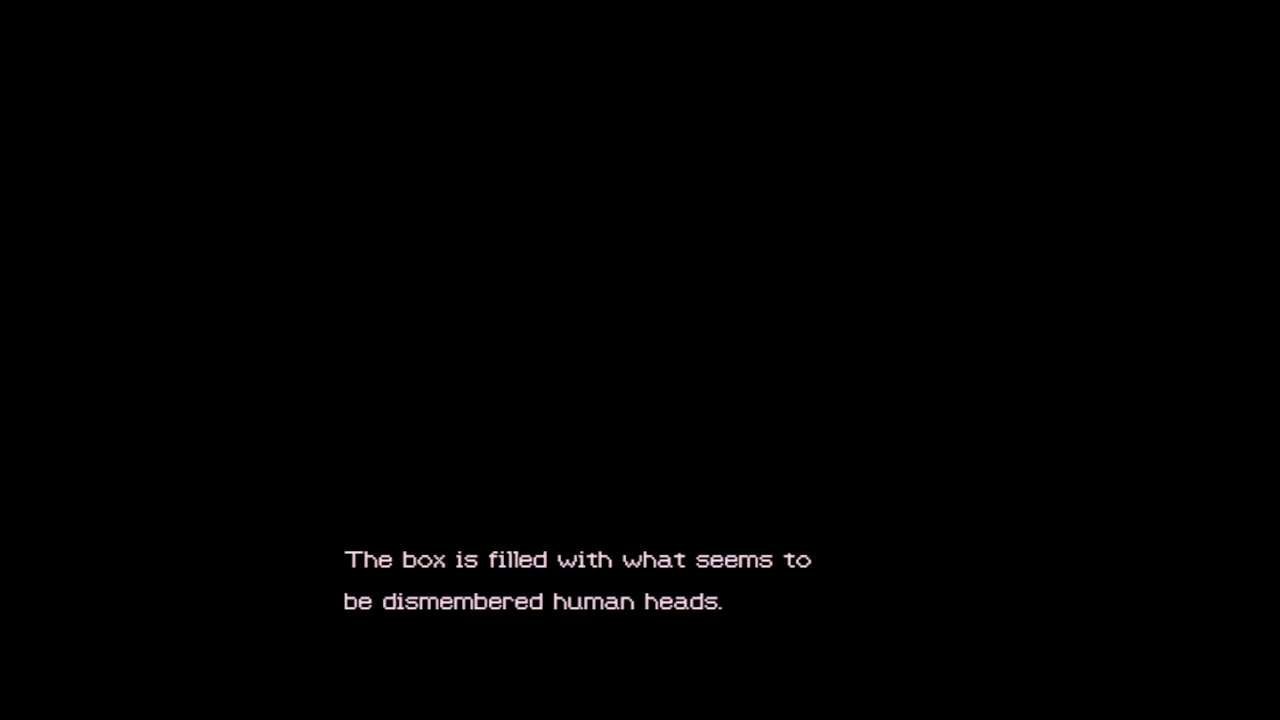 The box is filled with what seems to
be dismembered human heads.